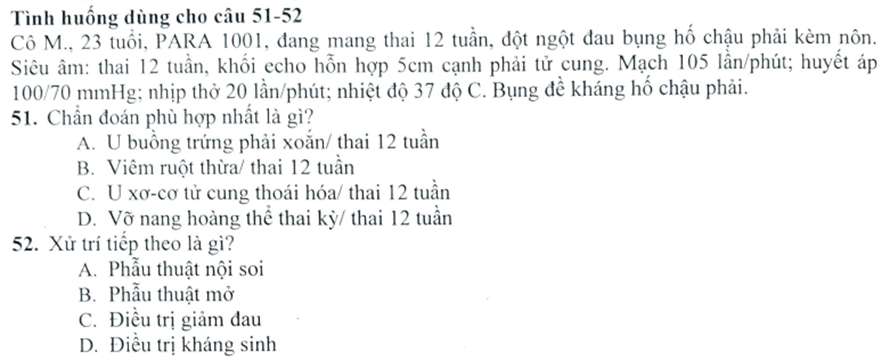 Tình huống dùng cho câu 51-52
Cô M., 23 tuổi, PARA 1001, đang mang thai 12 tuần, đột ngột đau bụng hố chậu phải kèm nôn.
Siêu âm: thai 12 tuần, khối echo hỗn hợp 5cm cạnh phải tử cung. Mạch 105 lần/phút; huyết áp
100/70 mmHg; nhịp thở 20 lần/phút; nhiệt độ 37 độ C. Bụng đề kháng hố chậu phải.
51. Chẩn đoán phù hợp nhất là gì?
A. U buồng trứng phải xoắn/ thai 12 tuần
B. Viêm ruột thừa/ thai 12 tuần
C. U xơ-cơ tử cung thoái hóa/ thai 12 tuần
D. Vỡ nang hoàng thể thai kỳ/ thai 12 tuần
52. Xử trí tiếp theo là gì?
A. Phẫu thuật nội soi
B. Phẫu thuật mở
C. Điều trị giảm đau
D. Điều trị kháng sinh